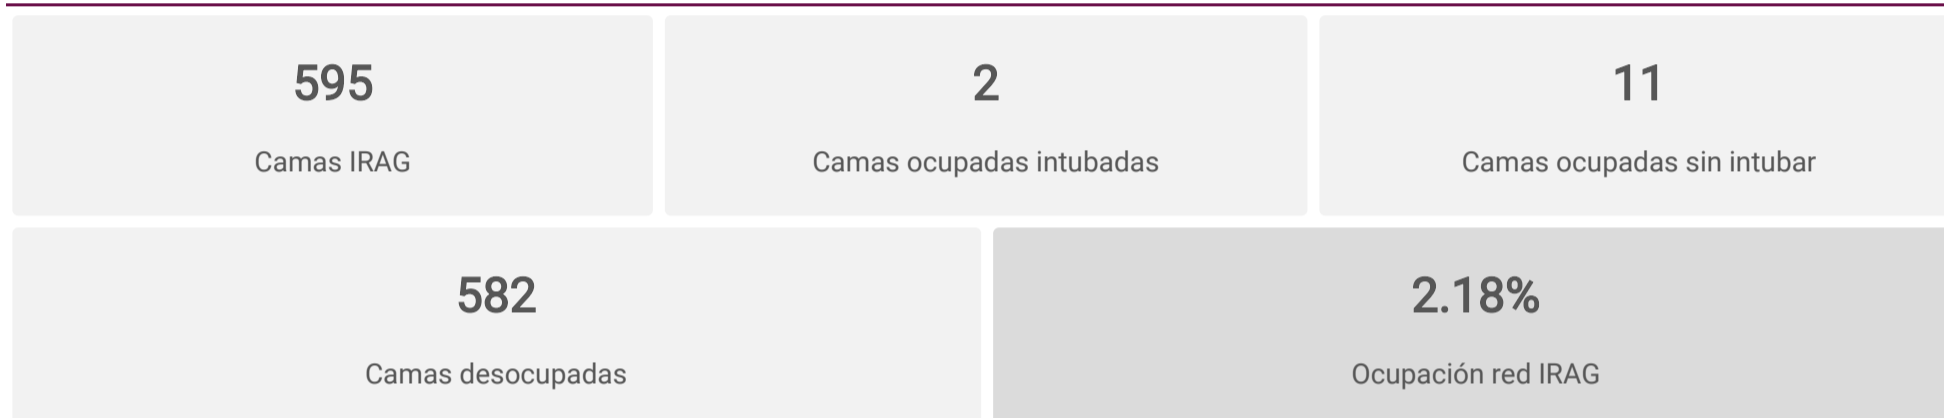 595
2
11
Camas IRAG
Camas ocupadas intubadas
Camas ocupadas sin intubar
582
2.18%
Camas desocupadas
Ocupación red IRAG